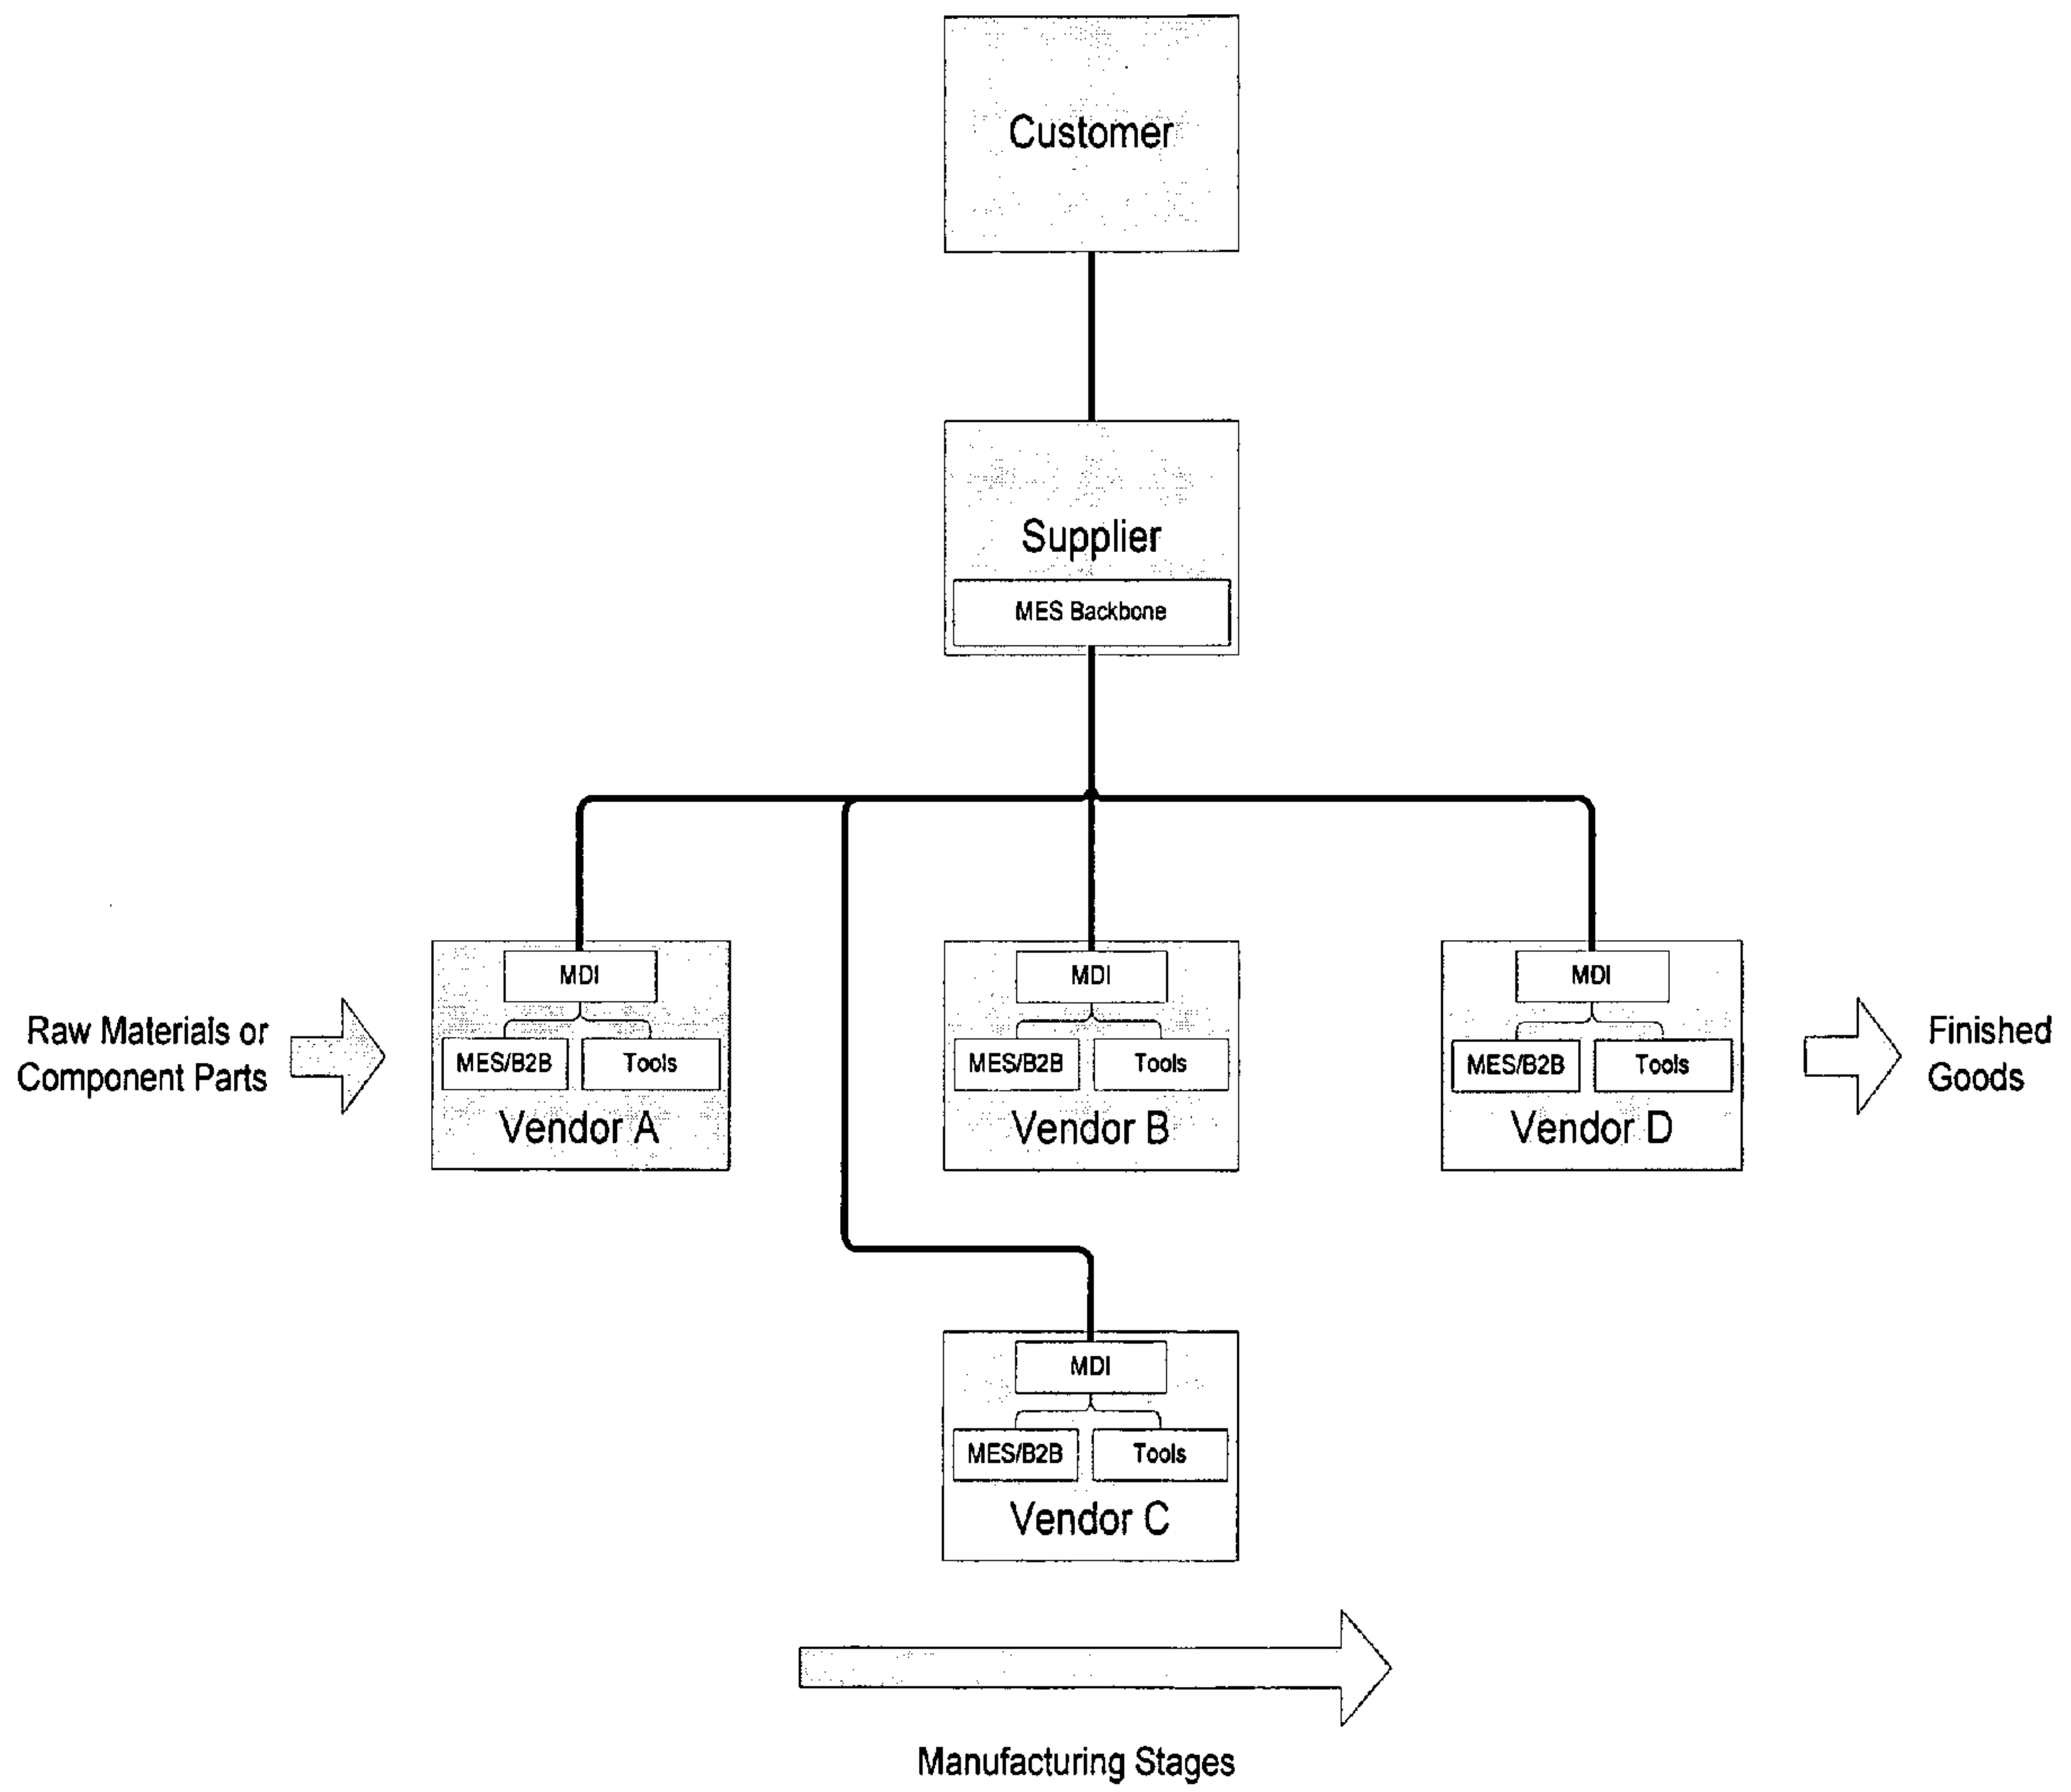 Customer
Supplier
MES Backbone
MDI
MDI
MDI
Raw Materials or
Component Parts
MES/B2B
Tools
MES/B2B
Tools
MES/B2B
Tools
Finished
Goods
Vendor A
Vendor B
Vendor D
MDI
MES/B2B
Tools
Vendor C
Manufacturing Stages